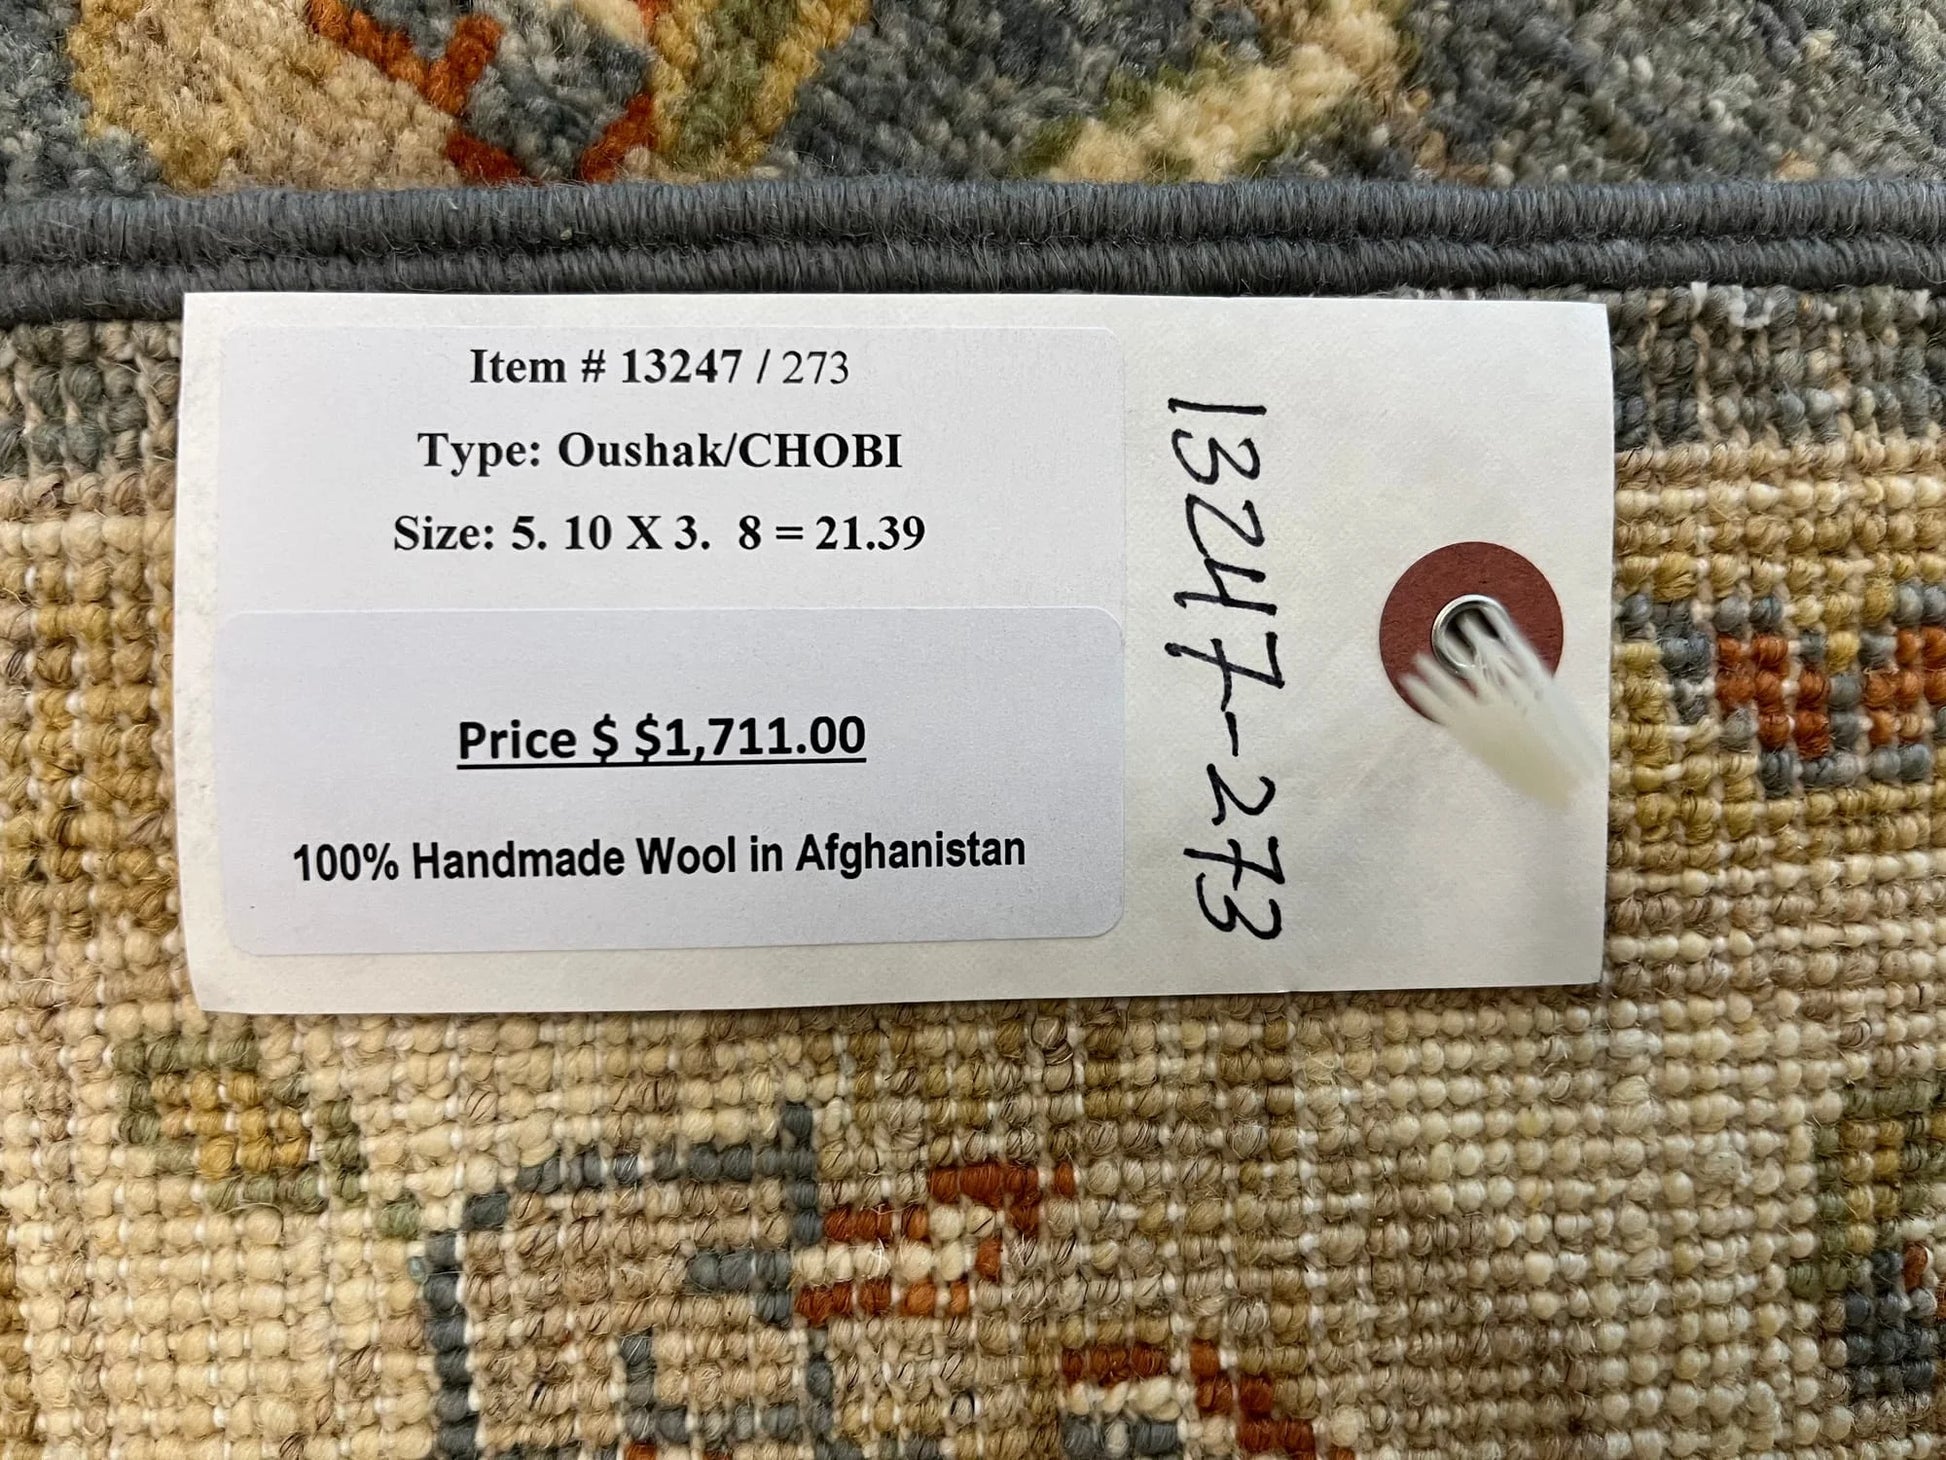 Item # 13247 / 273
Type: Oushak/CHOBI
Size: 5. 10 X 3.  8 = 21.39
Price $ $1,711.00
100% Handmade Wool in Afghanistan
13247-273